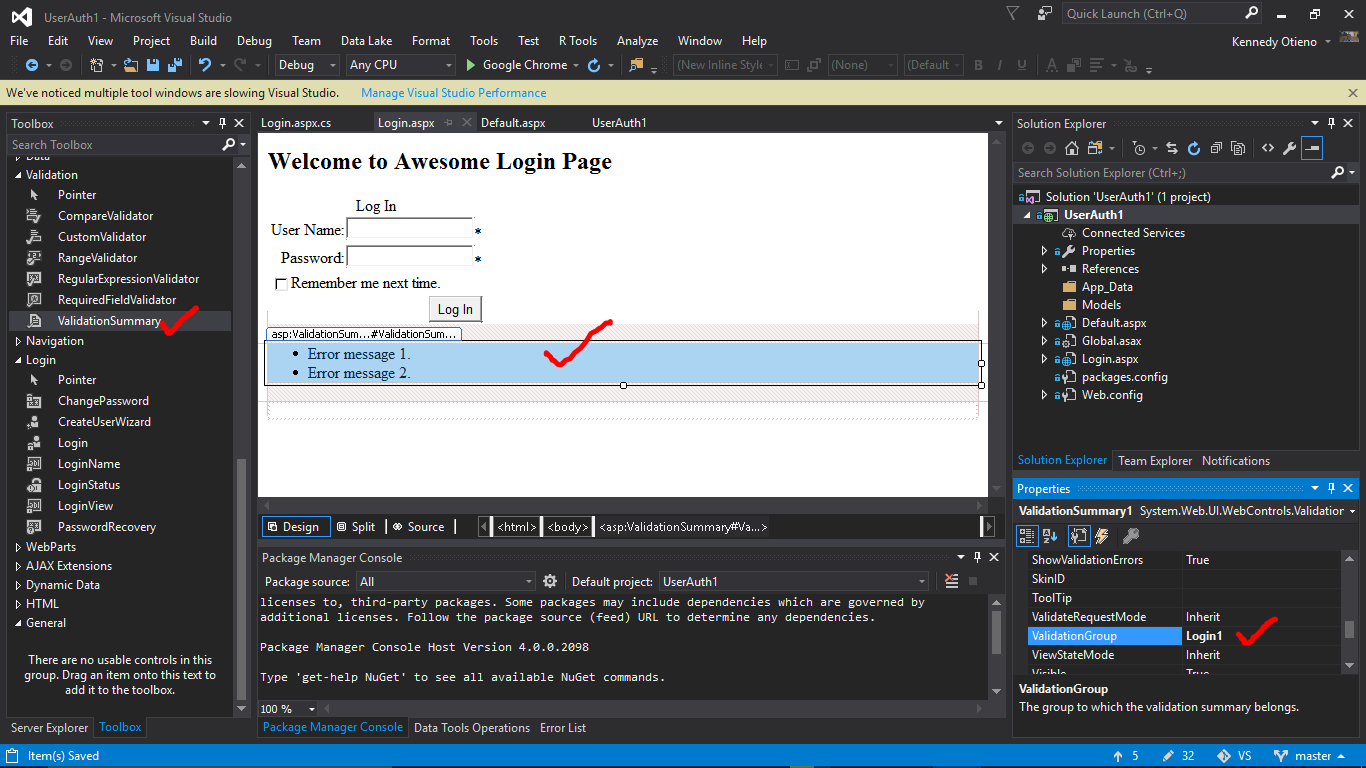 UserAuth1 - Microsoft Visual Studio
Quick Launch (Ctrl+Q)
File Edit View Project Build Debug Team Data Lake Format Tools Test R Tools Analyze Window Help
Kennedy Otieno
Debug Any CPU Google Chrome (New Inline Style (None) (Default B I U A
We've noticed multiple tool windows are slowing Visual Studio. Manage Visual Studio Performance
Toolbox
Search Toolbox
Data
Validation
Pointer
CompareValidator
CustomValidator
RangeValidator
RegularExpressionValidator
RequiredFieldValidator
ValidationSummary
Navigation
Login
Pointer
ChangePassword
CreateUserWizard
Login
LoginName
LoginStatus
LoginView
PasswordRecovery
WebParts
AJAX Extensions
Dynamic Data
HTML
General
There are no usable controls in this
group. Drag an item onto this text to
add it to the toolbox.
Server Explorer Toolbox
Login.aspx.cs Login.aspx Default.aspx UserAuth1
Welcome to Awesome Login Page
Log In
User Name: *
Password: *
Remember me next time.
Log In
asp:ValidationSum...#ValidationSum...
• Error message 1.
• Error message 2.
Design Split Source <html> <body> <asp:ValidationSummary#Va...>
Package Manager Console
Package source: All Default project: UserAuth1
licenses to, third-party packages. Some packages may include dependencies which are governed by
additional licenses. Follow the package source (feed) URL to determine any dependencies.
Package Manager Console Host Version 4.0.0.2098
Type 'get-help NuGet' to see all available NuGet commands.
100 %
Package Manager Console Data Tools Operations Error List
Solution Explorer
Search Solution Explorer (Ctrl+;)
Solution 'UserAuth1' (1 project)
UserAuth1
Connected Services
Properties
References
App_Data
Models
Default.aspx
Global.asax
Login.aspx
packages.config
Web.config
Solution Explorer Team Explorer Notifications
Properties
ValidationSummary1 System.Web.UI.WebControls.Validation
ShowValidationErrors True
SkinID
ToolTip
ValidateRequestMode Inherit
ValidationGroup Login1
ViewStateMode Inherit
Visible True
ValidationGroup
The group to which the validation summary belongs.
Item(s) Saved 5 32 VS master